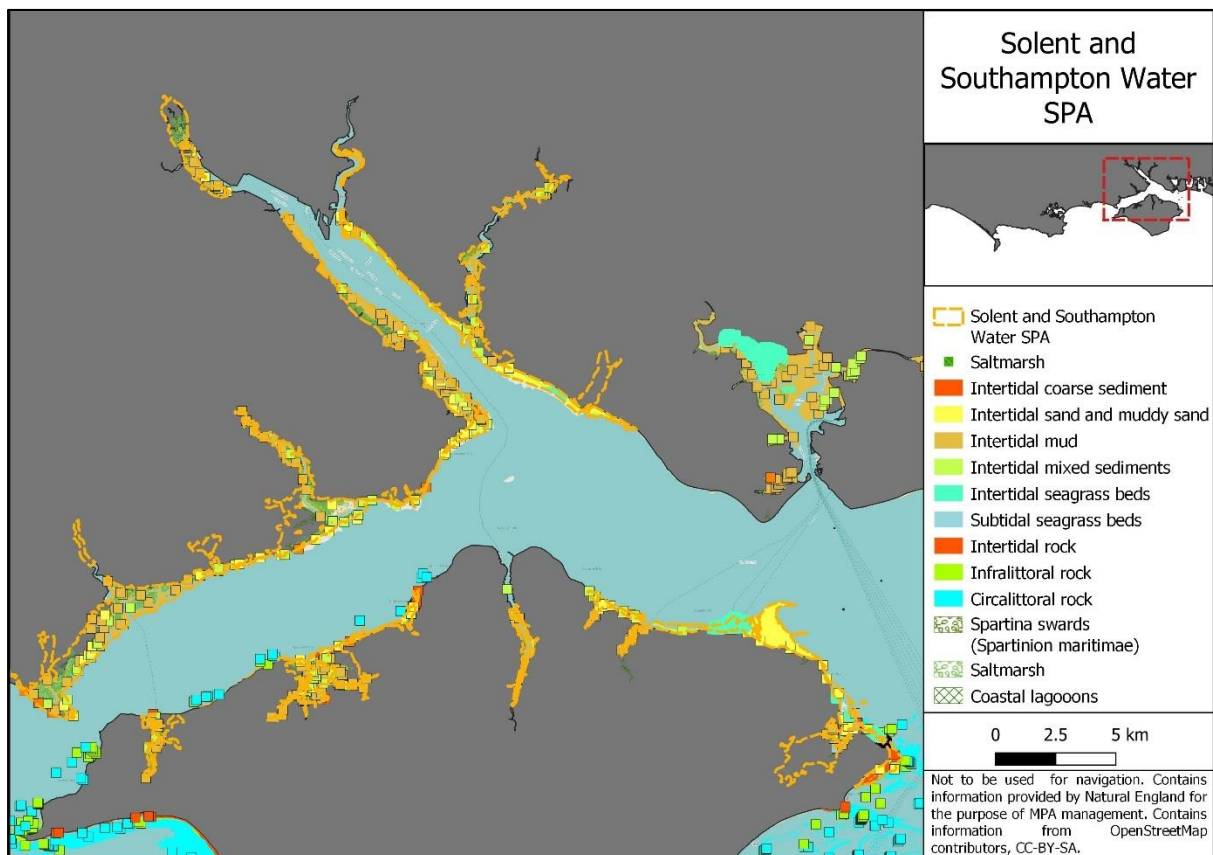 Solent and
Southampton Water
SPA
Solent and Southampton
Water SPA
Saltmarsh
Intertidal coarse sediment
Intertidal sand and muddy sand
Intertidal mud
Intertidal mixed sediments
Intertidal seagrass beds
Subtidal seagrass beds
Intertidal rock
Infralittoral rock
Circalittoral rock
Spartina swards
(Spartinion maritimae)
Saltmarsh
Coastal lagooons
0 2.5 5 km
Not to be used for navigation. Contains
information provided by Natural England for
the purpose of MPA management. Contains
information from OpenStreetMap
contributors, CC-BY-SA.